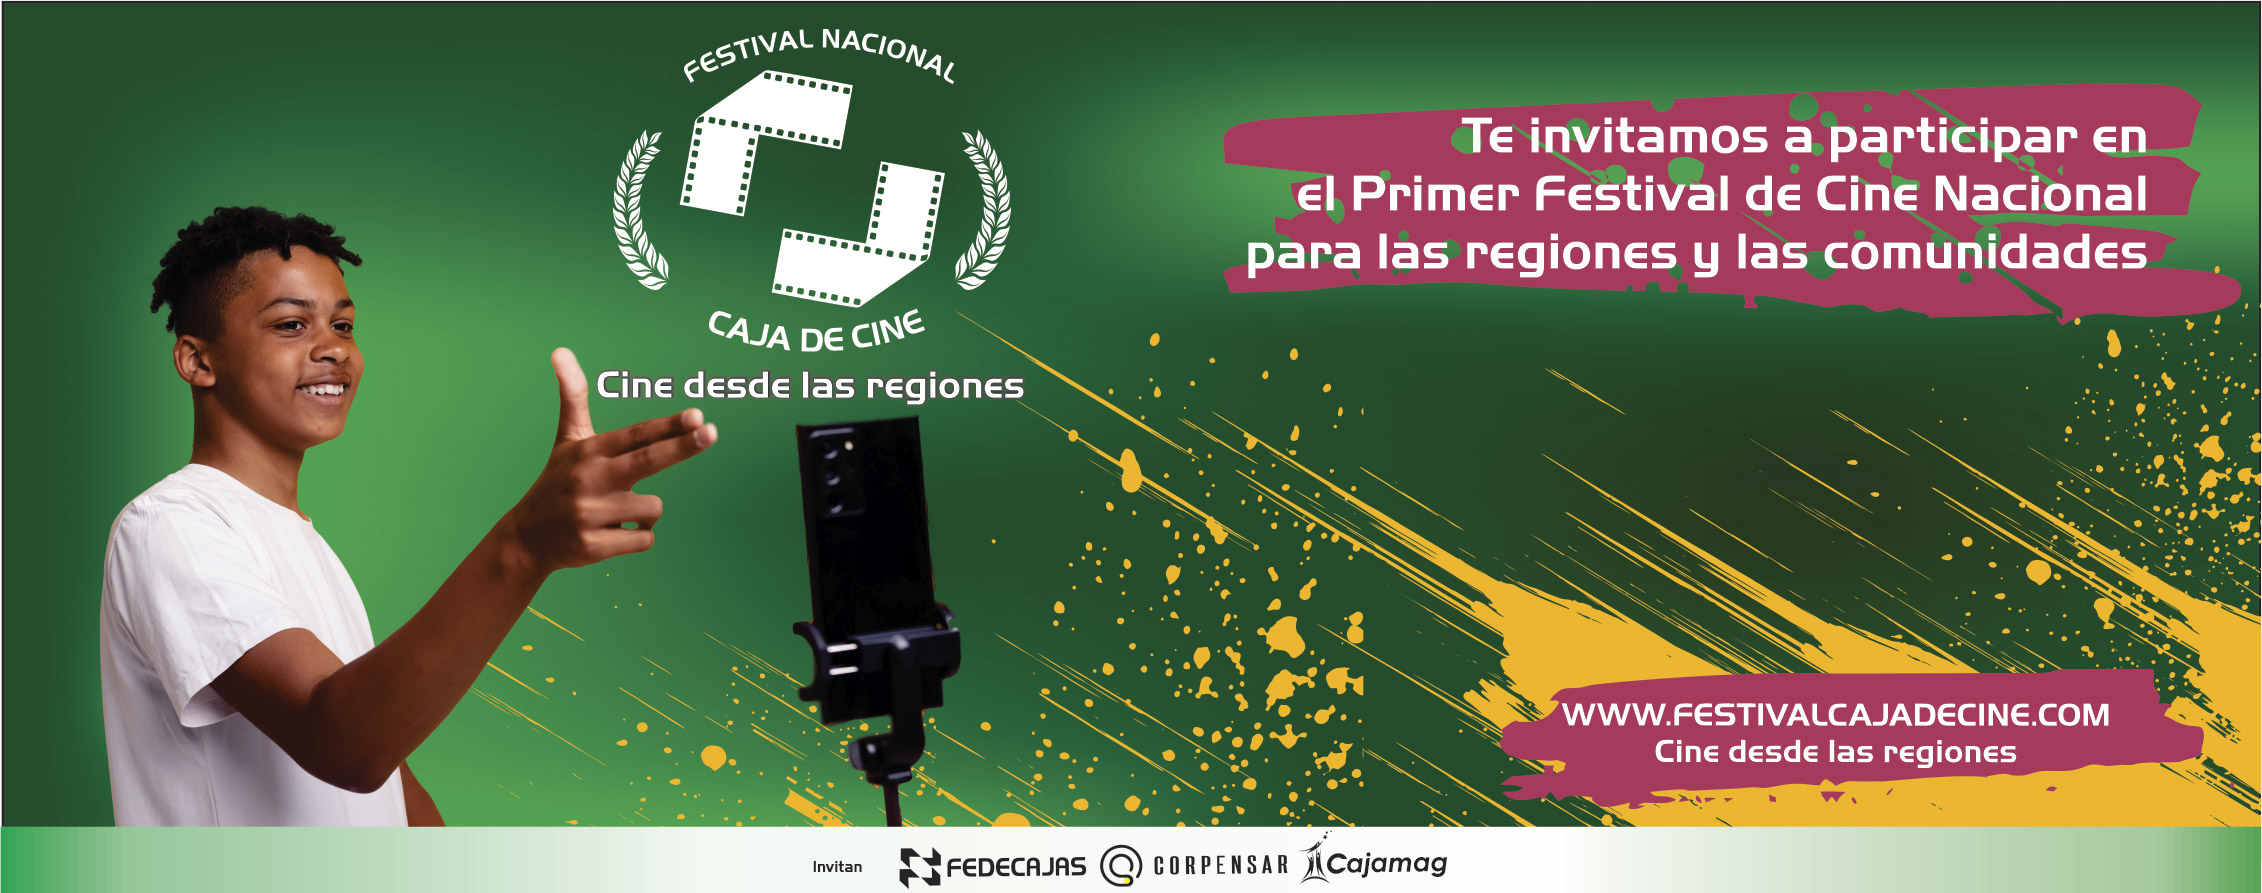 FESTIVAL NACIONAL
CAJA DE CINE
Cine desde las regiones
Te invitamos a participar en
el Primer Festival de Cine Nacional
para las regiones y las comunidades
WWW.FESTIVALCAJADECINE.COM
Cine desde las regiones
Invitan
FEDECAJAS
CORPENSAR
Cajamag